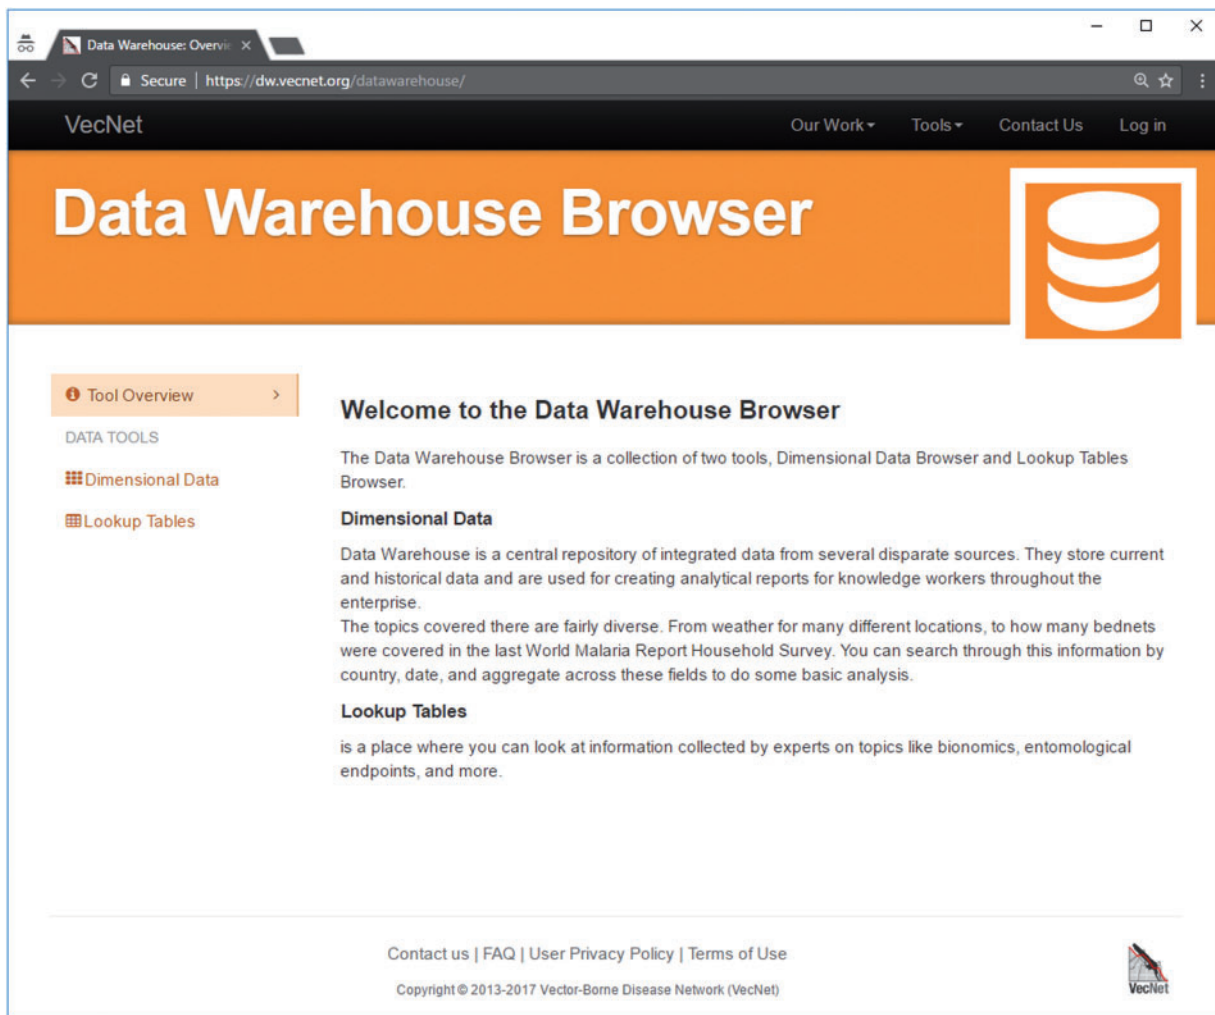 Data Warehouse: Overvie
Secure | https://dw.vecnet.org/datawarehouse/
VecNet Our Work Tools Contact Us Log in
Data Warehouse Browser
Tool Overview
DATA TOOLS
Dimensional Data
Lookup Tables
Welcome to the Data Warehouse Browser
The Data Warehouse Browser is a collection of two tools, Dimensional Data Browser and Lookup Tables
Browser.
Dimensional Data
Data Warehouse is a central repository of integrated data from several disparate sources. They store current
and historical data and are used for creating analytical reports for knowledge workers throughout the
enterprise.
The topics covered there are fairly diverse. From weather for many different locations, to how many bednets
were covered in the last World Malaria Report Household Survey. You can search through this information by
country, date, and aggregate across these fields to do some basic analysis.
Lookup Tables
is a place where you can look at information collected by experts on topics like bionomics, entomological
endpoints, and more.
Contact us | FAQ | User Privacy Policy | Terms of Use
Copyright © 2013-2017 Vector-Borne Disease Network (VecNet)
VecNet